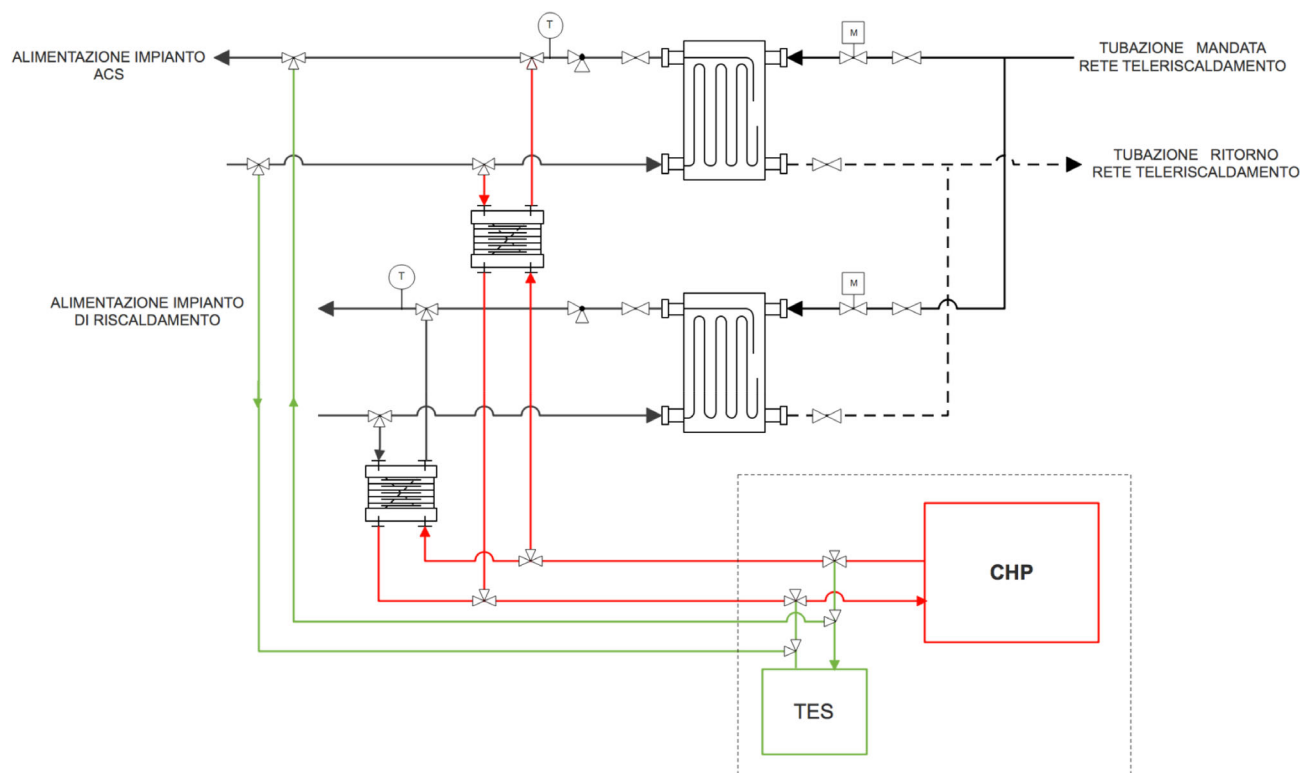 ALIMENTAZIONE IMPIANTO
ACS
T
M
TUBAZIONE MANDATA
RETE TELERISCALDAMENTO
TUBAZIONE RITORNO
RETE TELERISCALDAMENTO
ALIMENTAZIONE IMPIANTO
DI RISCALDAMENTO
T
M
CHP
TES